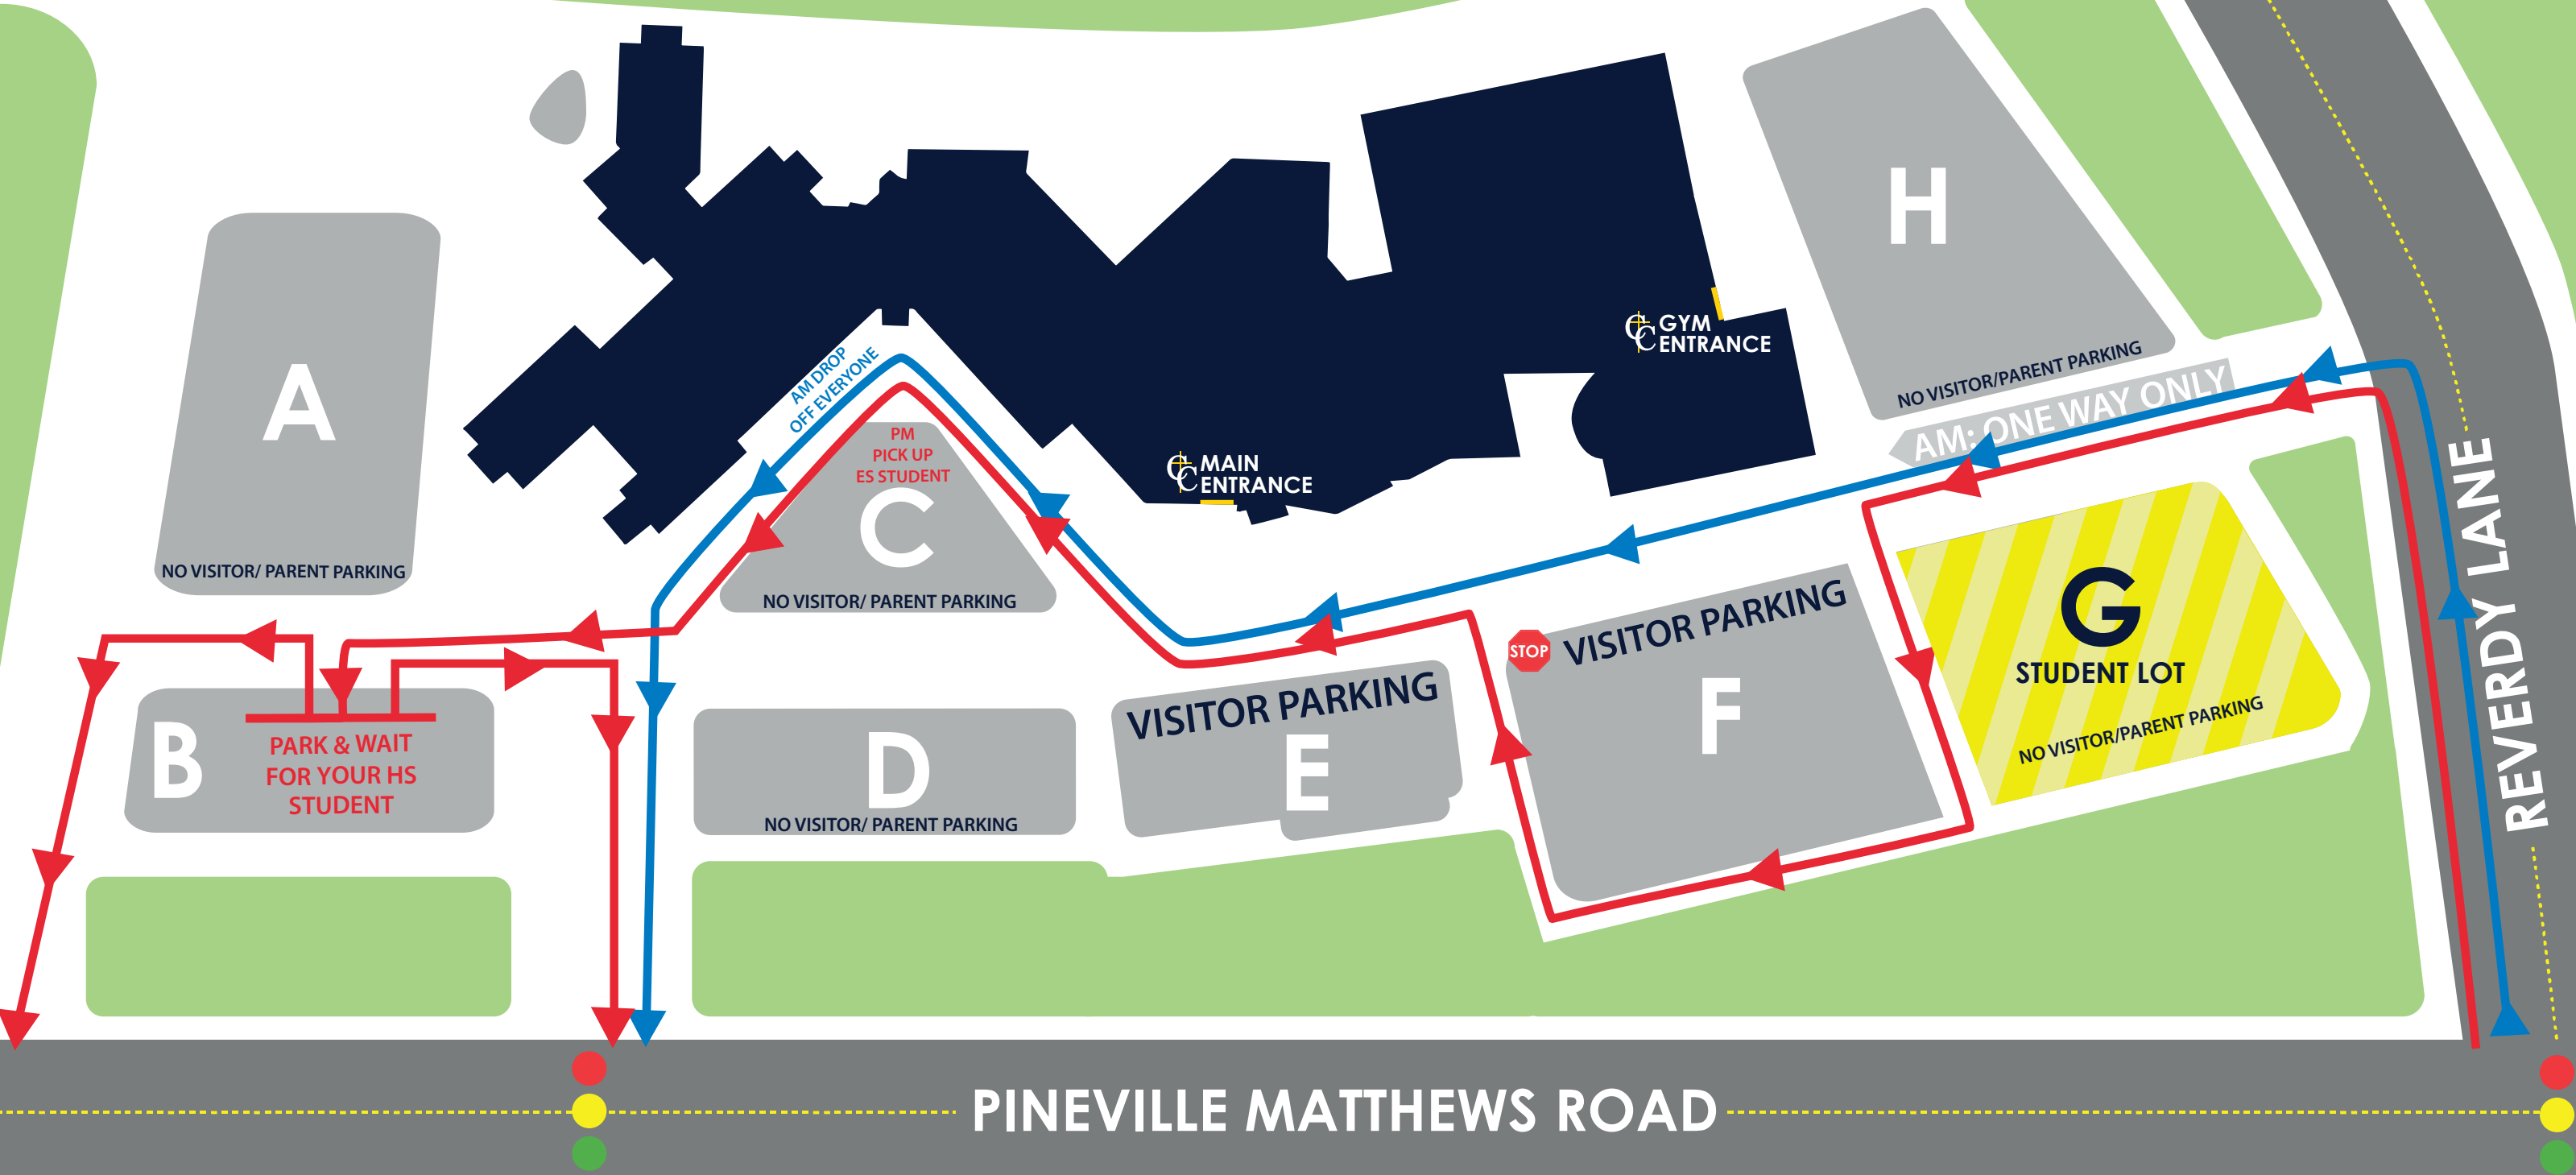 H
NO VISITOR/PARENT PARKING
AM: ONE WAY ONLY
CC GYM
ENTRANCE
CC MAIN
ENTRANCE
AM DROP
OFF EVERYONE
A
NO VISITOR/ PARENT PARKING
PM
PICK UP
ES STUDENT
C
NO VISITOR/ PARENT PARKING
B
PARK & WAIT
FOR YOUR HS
STUDENT
D
NO VISITOR/ PARENT PARKING
VISITOR PARKING
E
STOP
VISITOR PARKING
F
G
STUDENT LOT
NO VISITOR/PARENT PARKING
REVERDY LANE
PINEVILLE MATTHEWS ROAD